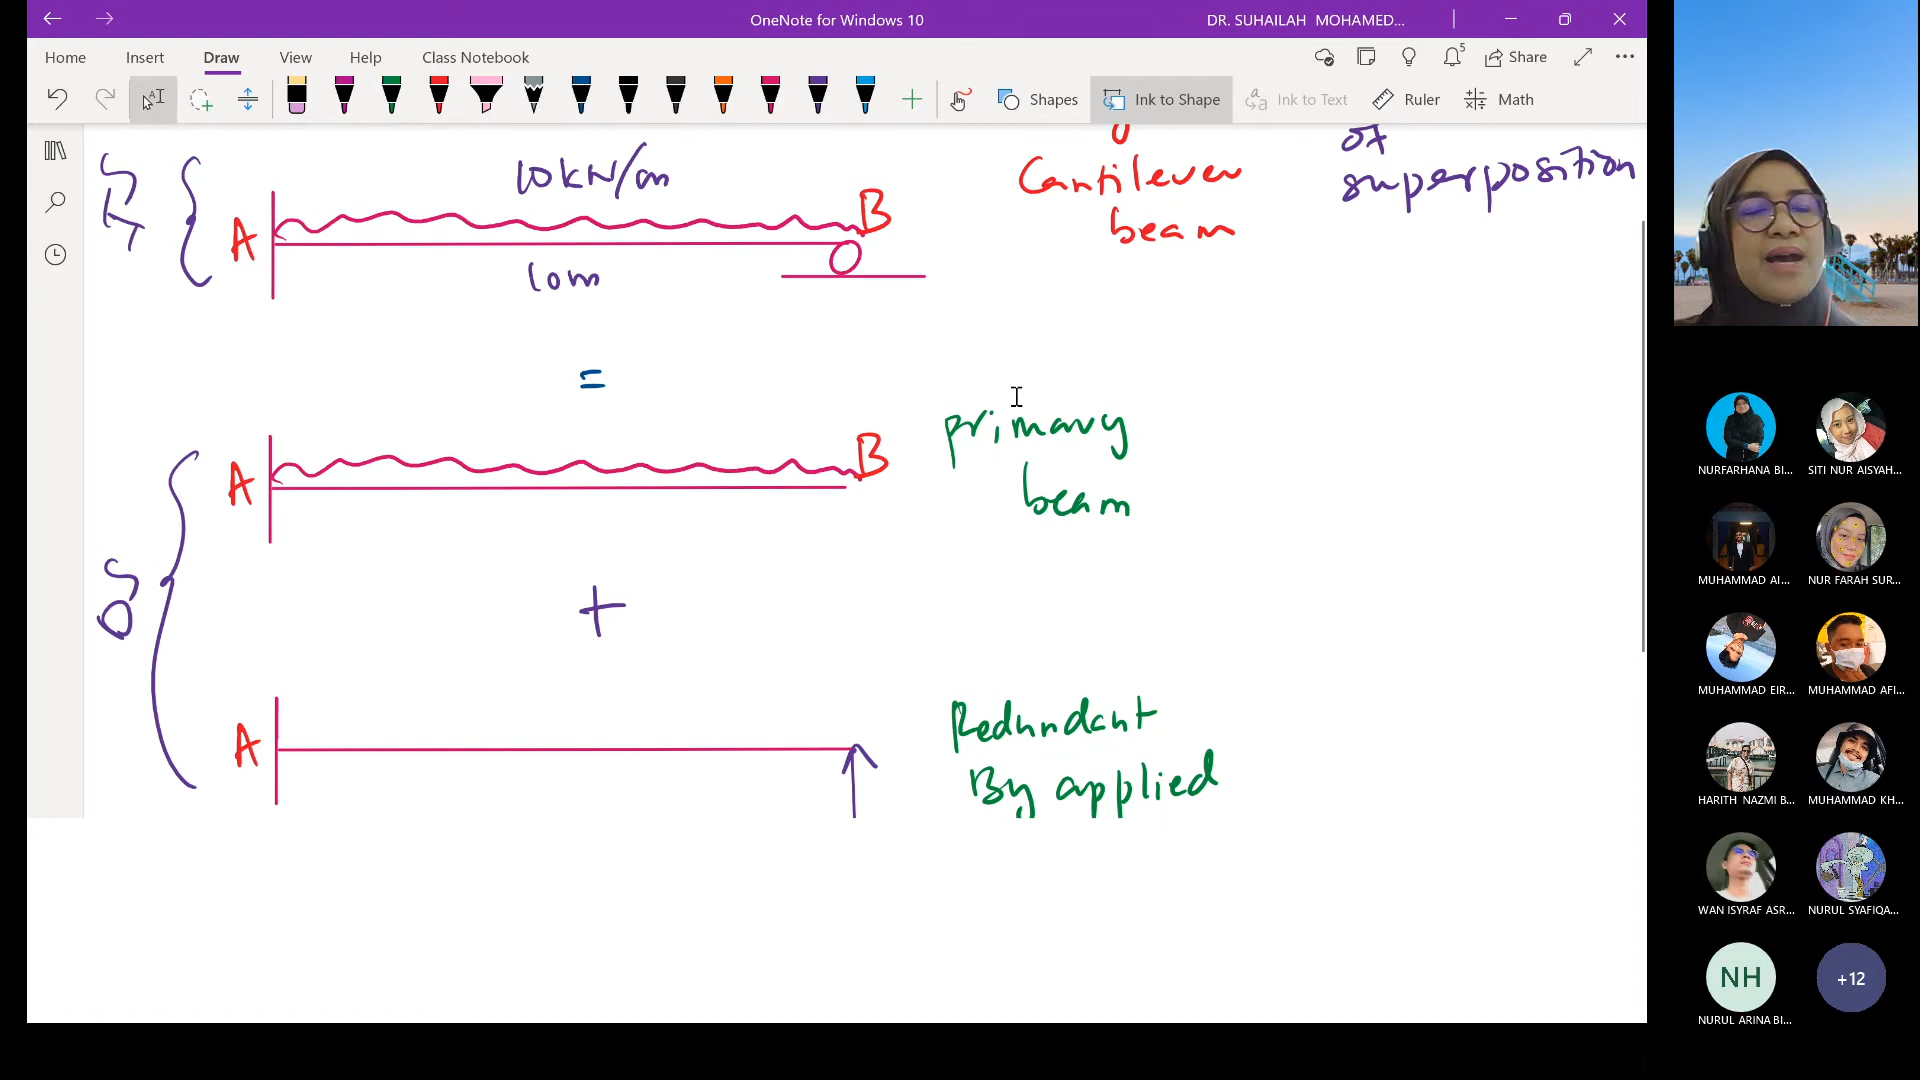 OneNote for Windows 10
DR. SUHAILAH MOHAMED...
Home Insert Draw View Help Class Notebook
5 Share
Shapes Ink to Shape Ink to Text Ruler Math
10kN/m
A
B
10m
Cantilever
beam
of
superposition
=
A
B
primary
beam
+
A
Redundant
By applied
NURFARHANA BI...
SITI NUR AISYAH...
MUHAMMAD AI...
NUR FARAH SUR...
MUHAMMAD EIR...
MUHAMMAD AFI...
HARITH NAZMI B...
MUHAMMAD KH...
WAN ISYRAF ASR...
NURUL SYAFIQA...
NH
+12
NURUL ARINA BI...